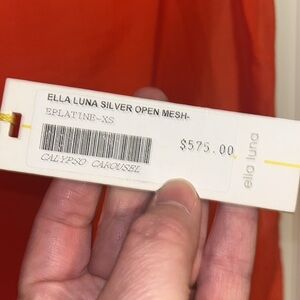 ELLA LUNA SILVER OPEN MESH-
EPLATINE-XS
$575.00
CALYPSO CAROUSEL
ella luna